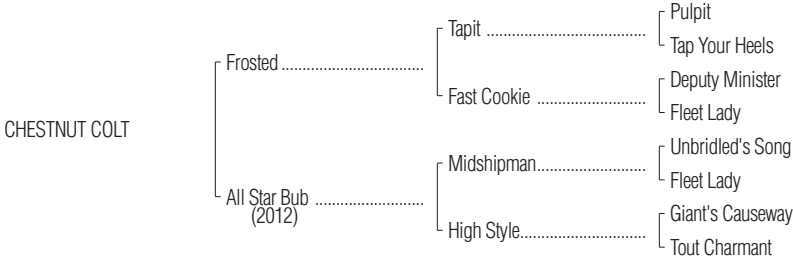 Pulpit
Tapit ....................................
Tap Your Heels
Frosted ................................
Deputy Minister
Fast Cookie ........................
Fleet Lady
CHESTNUT COLT
Unbridled's Song
Midshipman........................
Fleet Lady
All Star Bub ........................
(2012)
Giant's Causeway
High Style............................
Tout Charmant